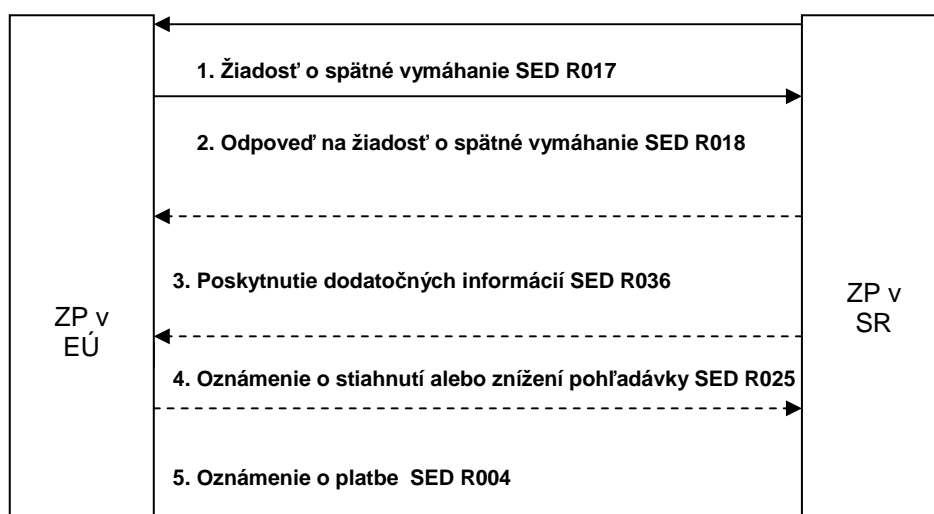 1. Žiadosť o spätné vymáhanie SED R017
2. Odpoveď na žiadosť o spätné vymáhanie SED R018
3. Poskytnutie dodatočných informácií SED R036
ZP v
EÚ
ZP v
SR
4. Oznámenie o stiahnutí alebo znížení pohľadávky SED R025
5. Oznámenie o platbe SED R004